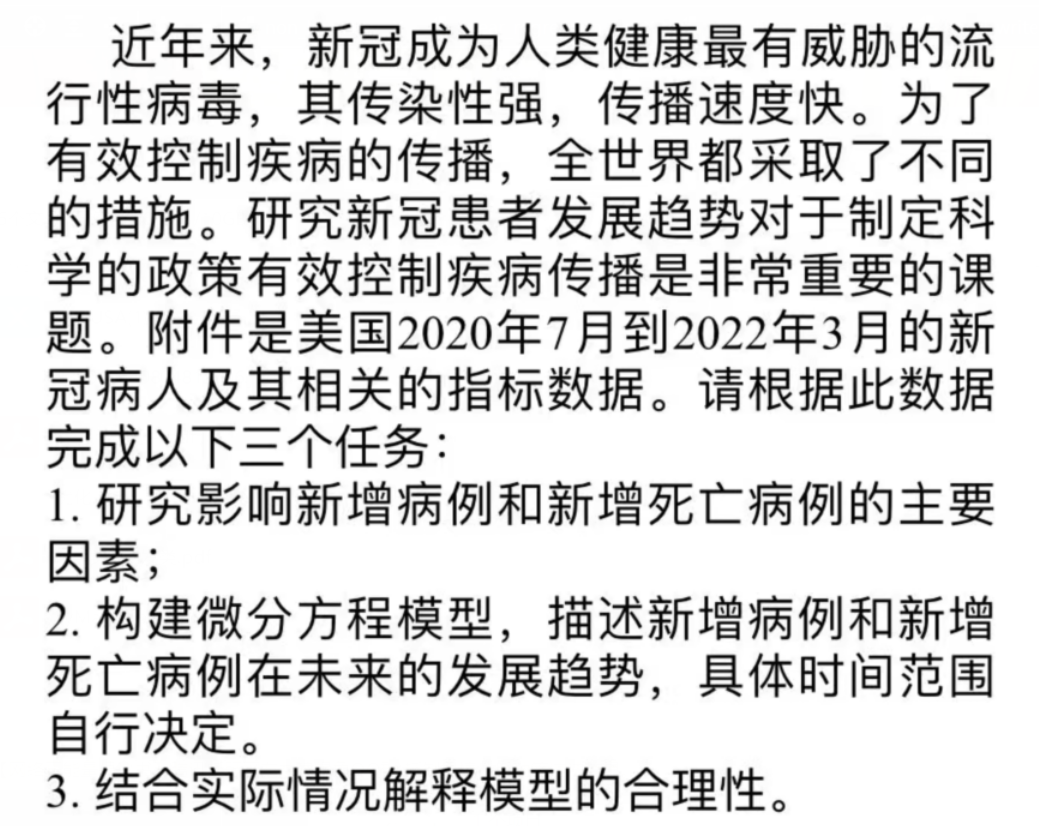 近年来，新冠成为人类健康最有威胁的流
行性病毒，其传染性强，传播速度快。为了
有效控制疾病的传播，全世界都采取了不同
的措施。研究新冠患者发展趋势对于制定科
学的政策有效控制疾病传播是非常重要的课
题。附件是美国2020年7月到2022年3月的新
冠病人及其相关的指标数据。请根据此数据
完成以下三个任务：
1. 研究影响新增病例和新增死亡病例的主要
因素；
2. 构建微分方程模型，描述新增病例和新增
死亡病例在未来的发展趋势，具体时间范围
自行决定。
3. 结合实际情况解释模型的合理性。